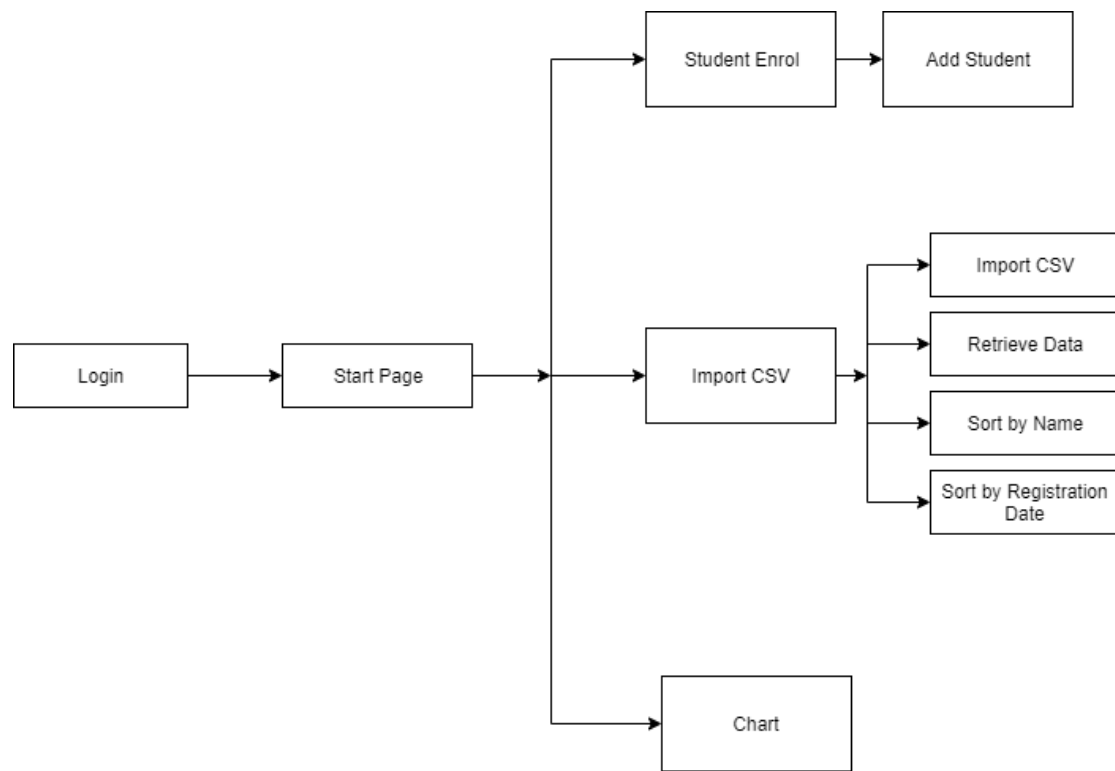 Student Enrol
Add Student
Import CSV
Retrieve Data
Login
Start Page
Import CSV
Sort by Name
Sort by Registration
Date
Chart